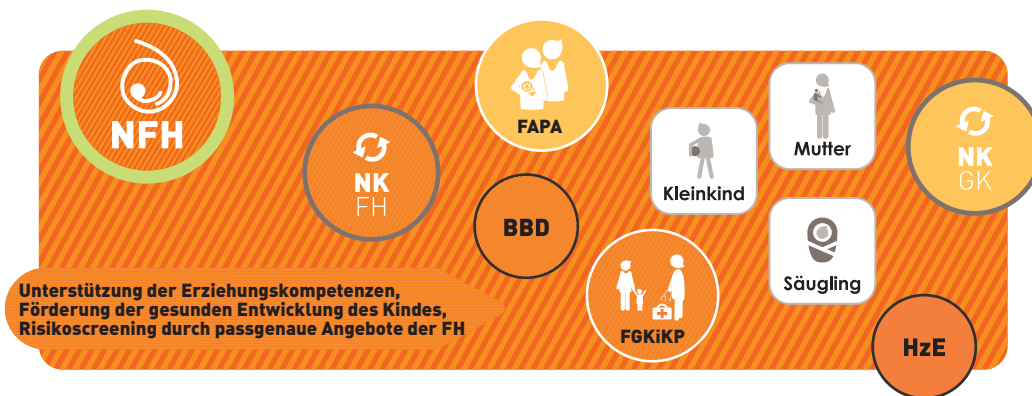 NFH
NK
FH
FAPA
BBD
Kleinkind
Mutter
Säugling
NK
GK
FGKiKP
HzE
Unterstützung der Erziehungskompetenzen,
Förderung der gesunden Entwicklung des Kindes,
Risikoscreening durch passgenaue Angebote der FH